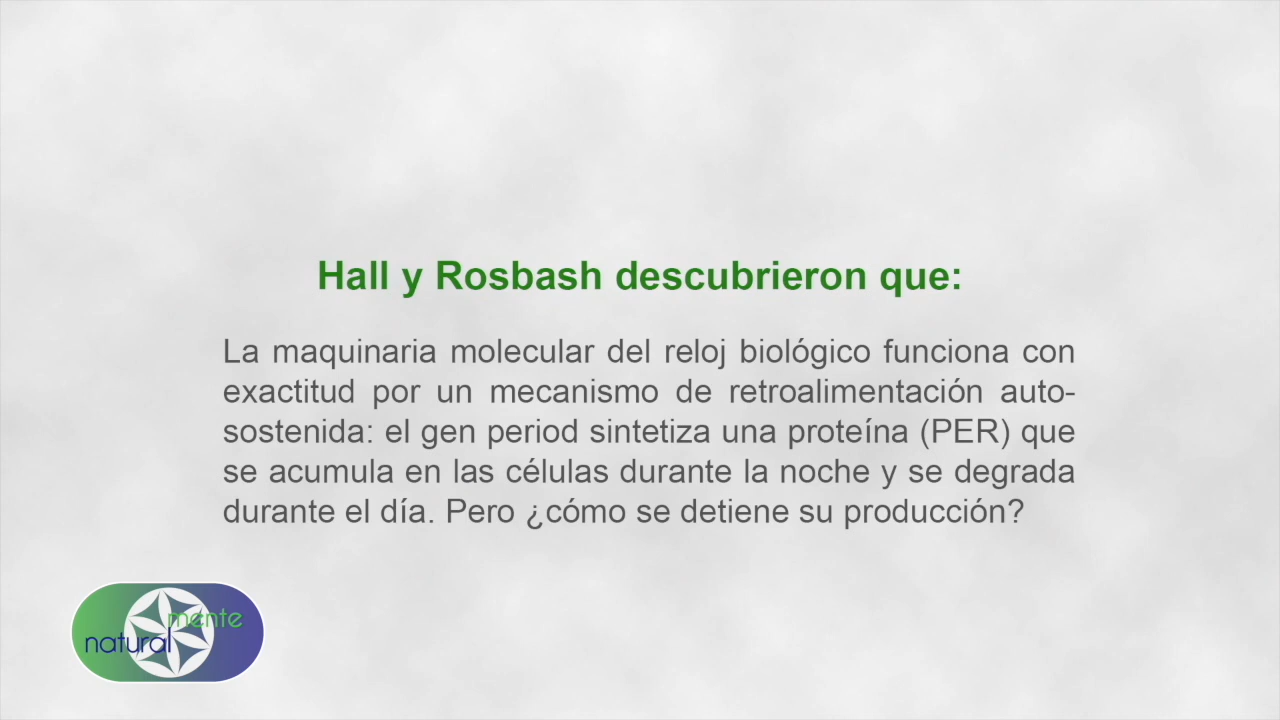 Hall y Rosbash descubrieron que:
La maquinaria molecular del reloj biológico funciona con
exactitud por un mecanismo de retroalimentación auto-
sostenida: el gen period sintetiza una proteína (PER) que
se acumula en las células durante la noche y se degrada
durante el día. Pero ¿cómo se detiene su producción?
natural
mente